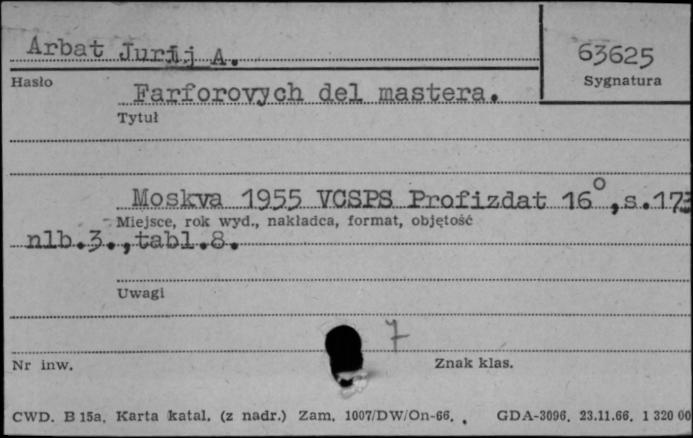 Arbat Jurij A.
63625
Hasło
Sygnatura
Farforovych del mastera.
Tytuł
Moskva 1955 VCSPS Profizdat 16°,s.173
Miejsce, rok wyd., nakładca, format, objętość
nlb.3.,tabl.8.
Uwagi
7
Nr inw.
Znak klas.
CWD. B 15a. Karta katal. (z nadr.) Zam. 1007/DW/On-66. GDA-3096. 23.11.66. 1 320 00